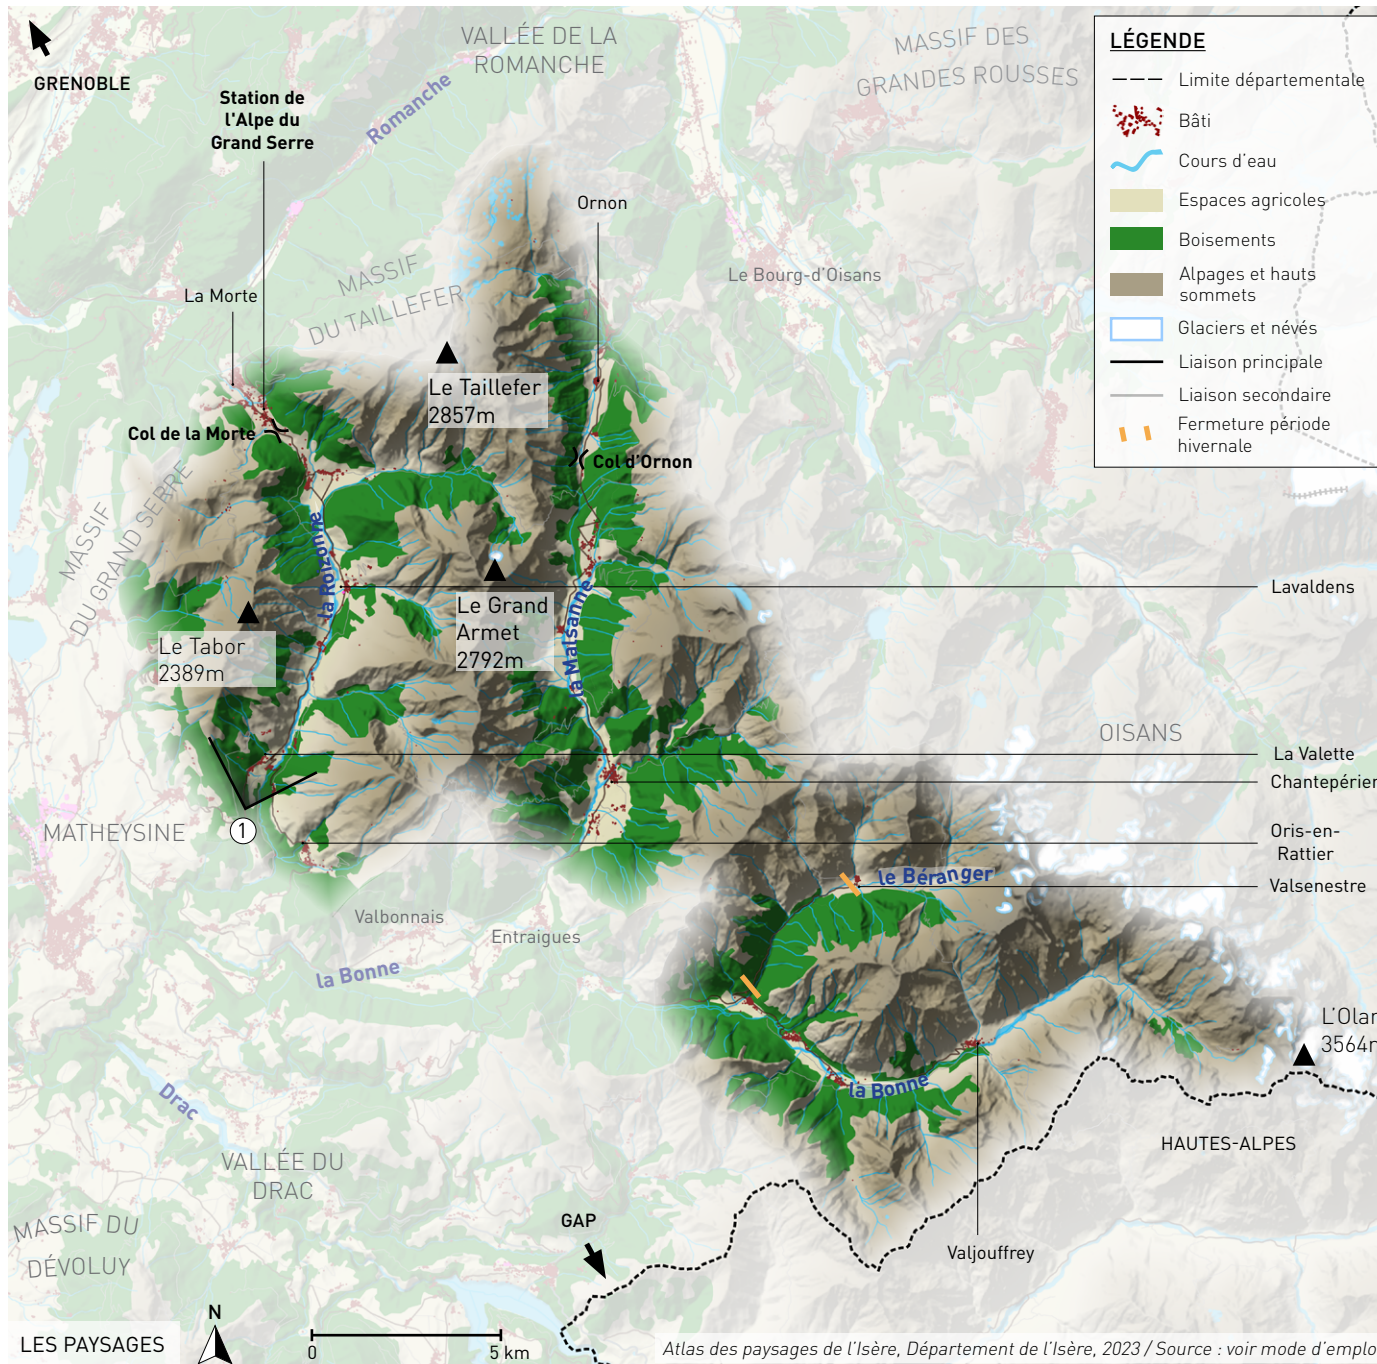 GRENOBLE
VALLÉE DE LA
ROMANCHE
MASSIF DES
GRANDES ROUSSES
Station de
l'Alpe du
Grand Serre
Romanche
LÉGENDE
Limite départementale
Bâti
Cours d'eau
Espaces agricoles
Boisements
Alpages et hauts
sommets
Glaciers et névés
Liaison principale
Liaison secondaire
Fermeture période
hivernale
Ornon
La Morte
MASSIF
DU TAILLEFER
Le Bourg-d'Oisans
Le Taillefer
2857m
Col de la Morte
Col d'Ornon
MASSIF
DU GRAND SERRE
la Roizonne
Le Grand
Armet
2792m
la Malsanne
Lavaldens
Le Tabor
2389m
OISANS
La Valette
Chantepérier
MATHEYSINE
1
Oris-en-
Rattier
le Béranger
Valsenestre
Valbonnais
Entraigues
la Bonne
L'Olan
3564m
la Bonne
Drac
HAUTES-ALPES
VALLÉE DU
DRAC
MASSIF DU
DÉVOLUY
GAP
Valjouffrey
LES PAYSAGES
N
0
5 km
Atlas des paysages de l'Isère, Département de l'Isère, 2023 / Source : voir mode d'emplo